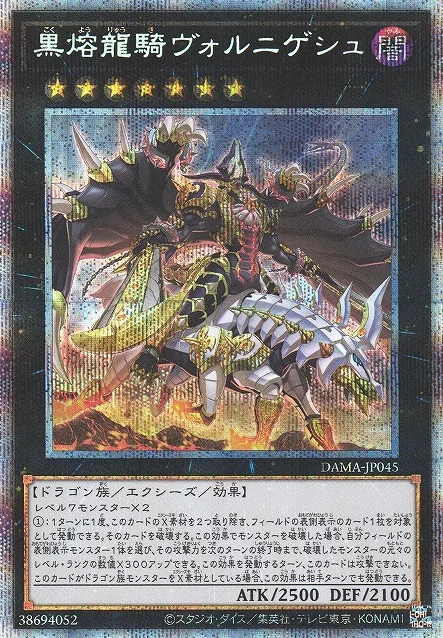 黒熔龍騎ヴォルニゲシュ
闇
DAMA-JP045
【ドラゴン族／エクシーズ／効果】
レベル7モンスター×2
①：1ターンに1度、このカードのX素材を2つ取り除き、フィールドの表側表示のカード1枚を対象
として発動できる。そのカードを破壊する。この効果でモンスターを破壊した場合、自分フィールドの
表側表示モンスター1体を選び、その攻撃力を次のターンの終了時まで、破壊したモンスターの元々の
レベル・ランクの数値×300アップできる。この効果を発動するターン、このカードは攻撃できない。
このカードがドラゴン族モンスターをX素材としている場合、この効果は相手ターンでも発動できる。
ATK/2500 DEF/2100
38694052
©スタジオ・ダイス／集英社・テレビ東京・KONAMI